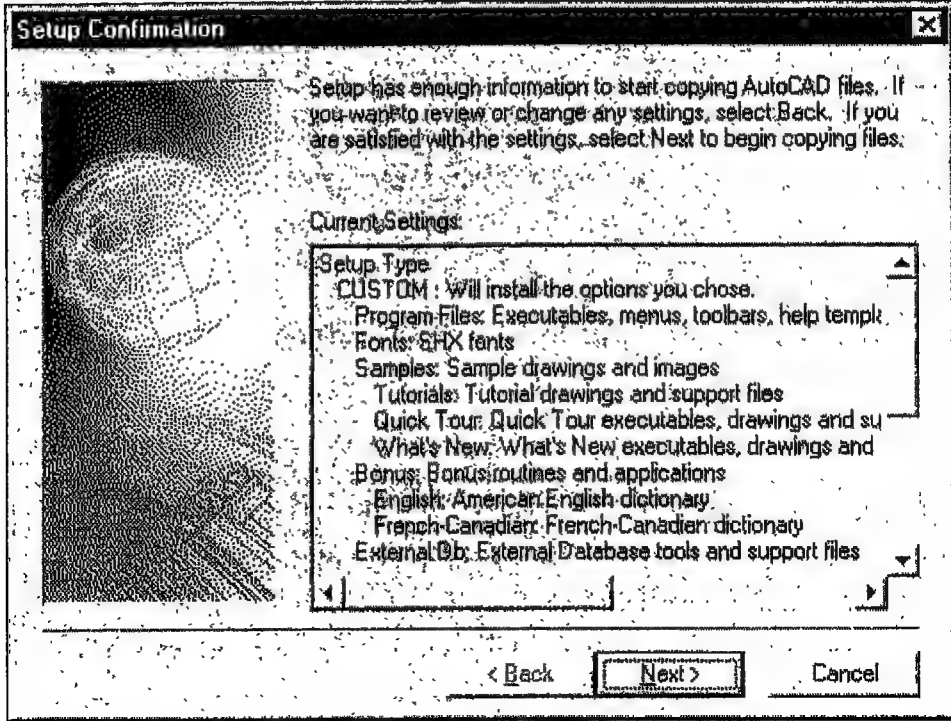 Setup Confirmation
Setup has enough information to start copying AutoCAD files. If
you want to review or change any settings, select Back. If you
are satisfied with the settings, select Next to begin copying files.
Current Settings:
Setup Type
CUSTOM : Will install the options you chose.
Program Files: Executables, menus, toolbars, help templ
Fonts: SHX fonts
Samples: Sample drawings and images
Tutorials: Tutorial drawings and support files
Quick Tour: Quick Tour executables, drawings and su
What's New: What's New executables, drawings and
Bonus: Bonus routines and applications
English: American English dictionary
French-Canadian: French-Canadian dictionary
External Db: External Database tools and support files
< Back
Next >
Cancel